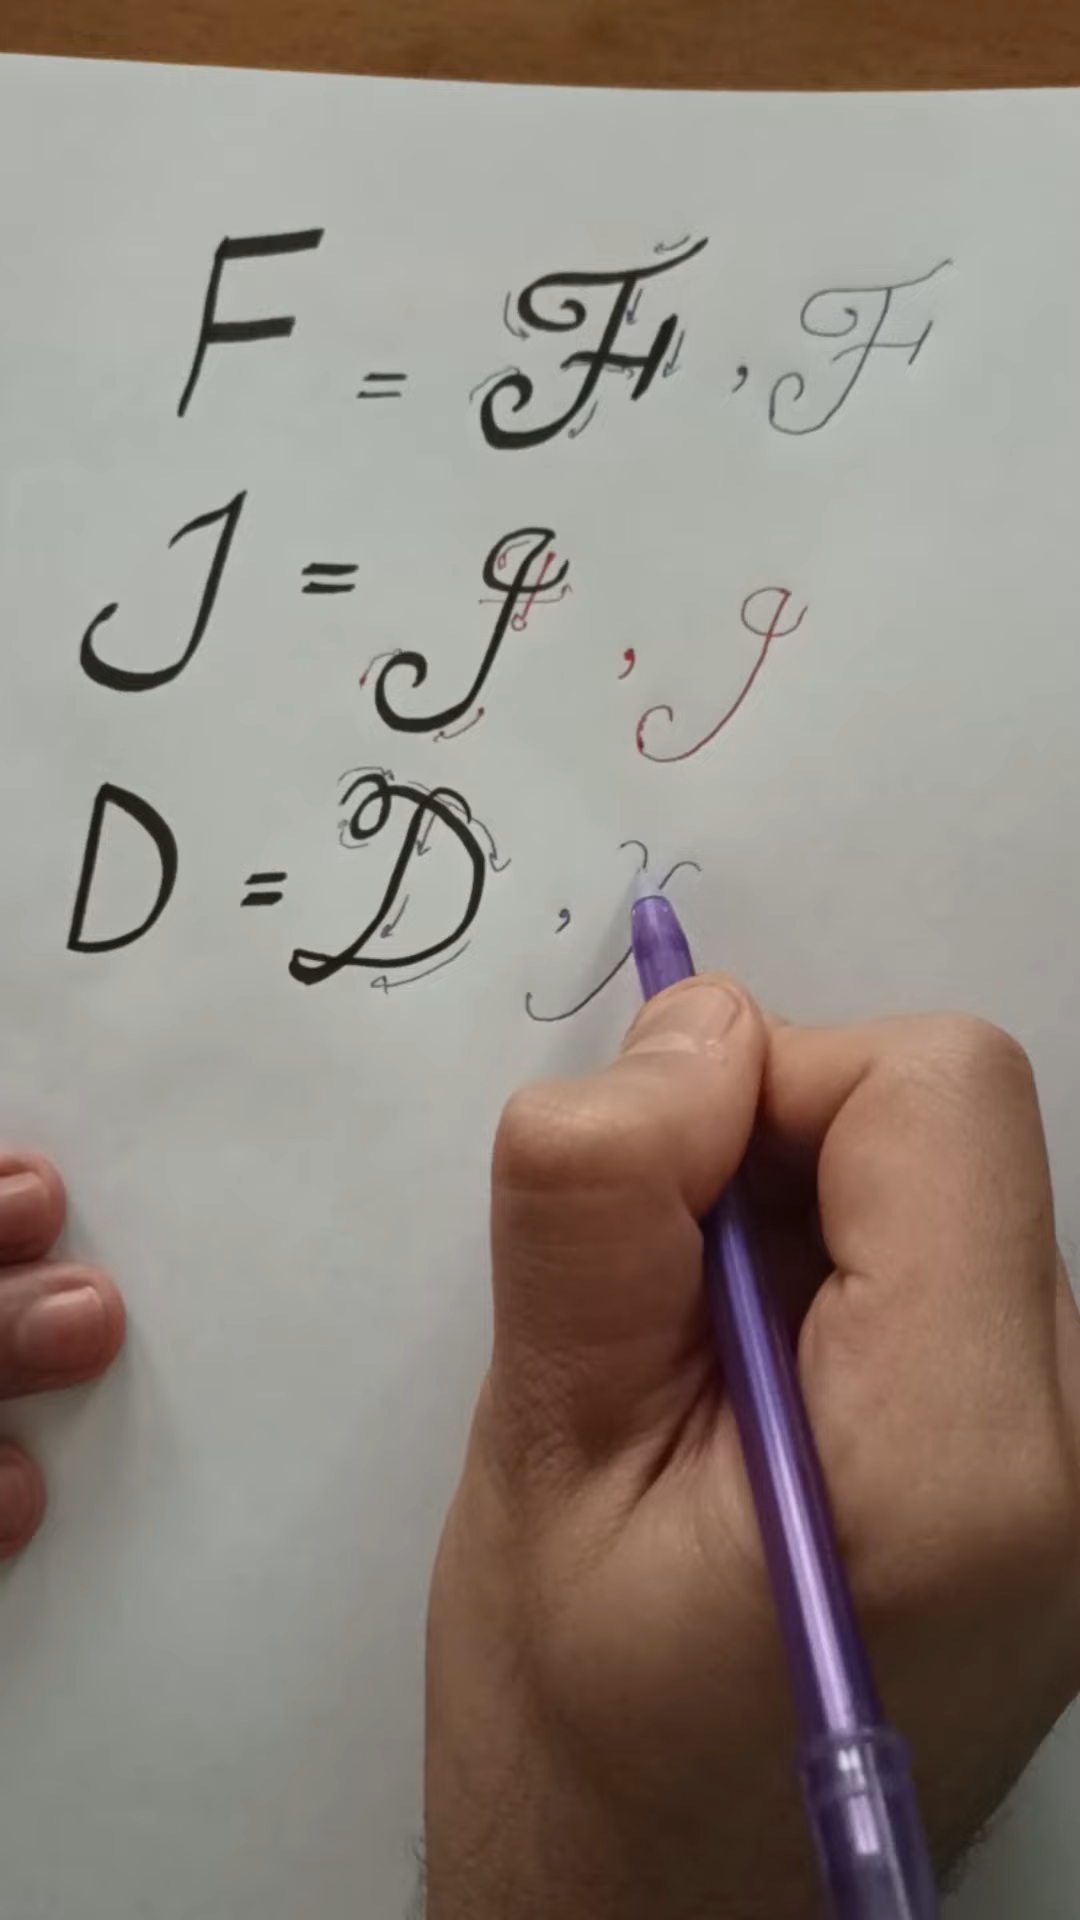 F = F, F
J = J, J
D = D,